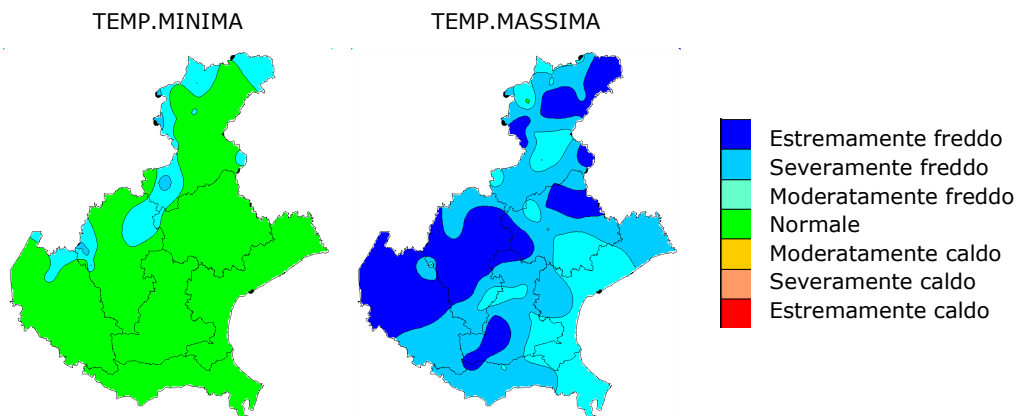 TEMP.MINIMA
TEMP.MASSIMA
Estremamente freddo
Severamente freddo
Moderatamente freddo
Normale
Moderatamente caldo
Severamente caldo
Estremamente caldo